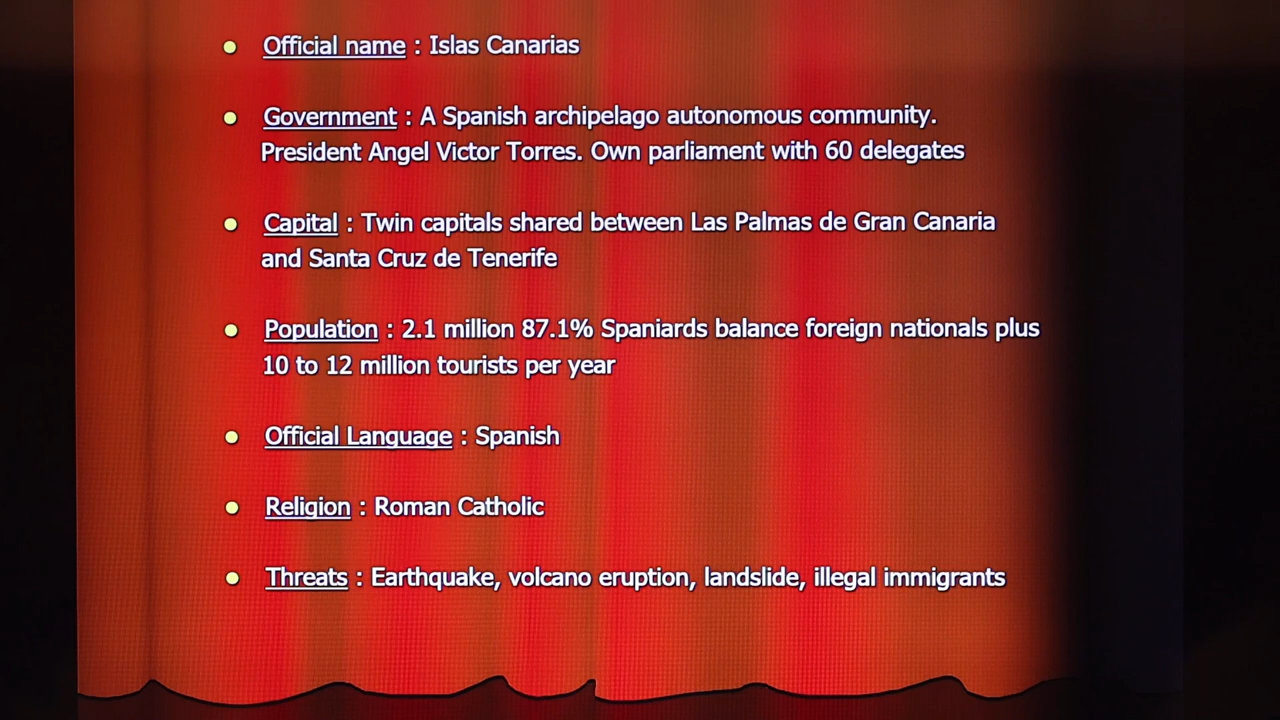 • Official name : Islas Canarias
• Government : A Spanish archipelago autonomous community.
President Angel Victor Torres. Own parliament with 60 delegates
• Capital : Twin capitals shared between Las Palmas de Gran Canaria
and Santa Cruz de Tenerife
• Population : 2.1 million 87.1% Spaniards balance foreign nationals plus
10 to 12 million tourists per year
• Official Language : Spanish
• Religion : Roman Catholic
• Threats : Earthquake, volcano eruption, landslide, illegal immigrants